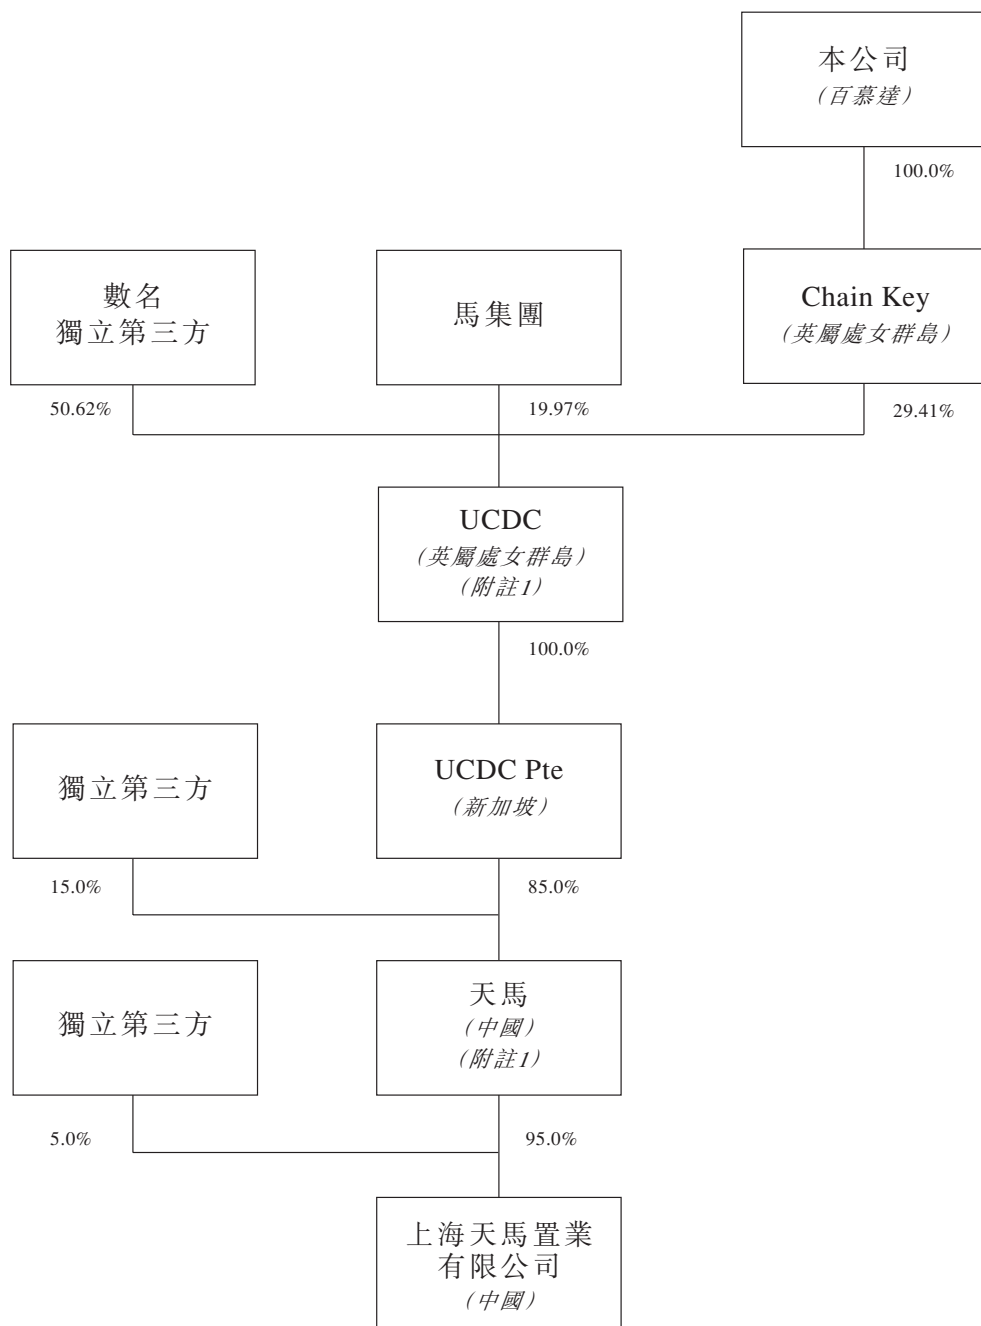 本公司
（百慕達）
100.0%
數名
獨立第三方
馬集團
Chain Key
（英屬處女群島）
50.62%
19.97%
29.41%
UCDC
（英屬處女群島）
（附註1）
100.0%
獨立第三方
UCDC Pte
（新加坡）
15.0%
85.0%
獨立第三方
天馬
（中國）
（附註1）
5.0%
95.0%
上海天馬置業
有限公司
（中國）